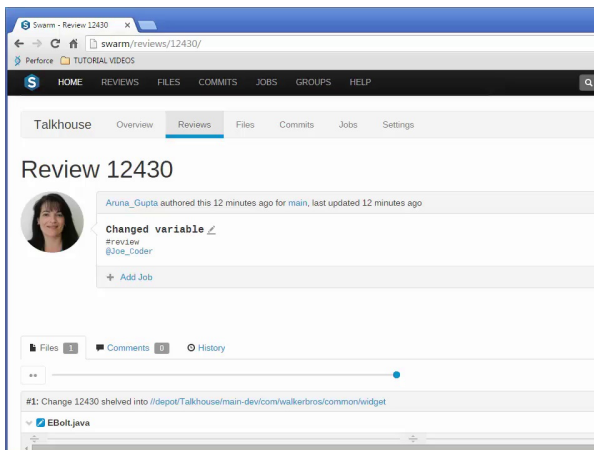 Swarm - Review 12430
swarm/reviews/12430/
Perforce TUTORIAL VIDEOS
S HOME REVIEWS FILES COMMITS JOBS GROUPS HELP
Talkhouse Overview Reviews Files Commits Jobs Settings
Review 12430
Aruna_Gupta authored this 12 minutes ago for main, last updated 12 minutes ago
Changed variable
#review
@Joe_Coder
+ Add Job
Files 1 Comments 0 History
#1: Change 12430 shelved into //depot/Talkhouse/main-dev/com/walkerbros/common/widget
EBolt.java